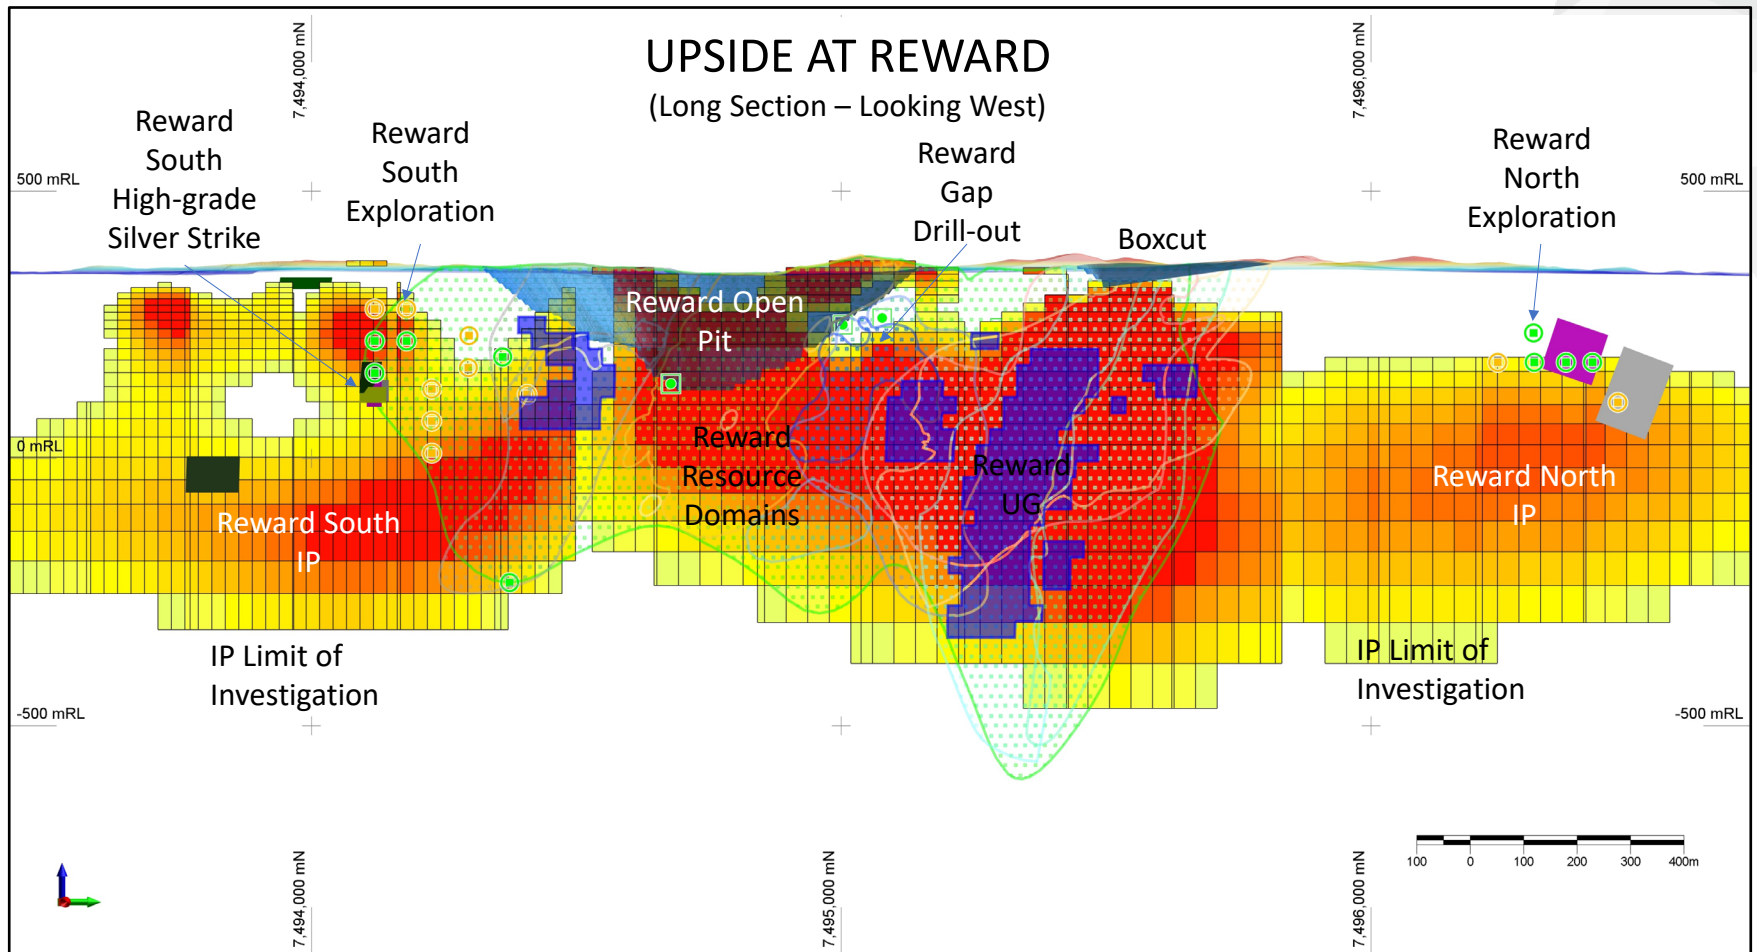 UPSIDE AT REWARD
(Long Section – Looking West)
7,494,000 mN
7,496,000 mN
Reward
South
High-grade
Silver Strike
Reward
South
Exploration
Reward
Gap
Drill-out
Boxcut
Reward
North
Exploration
500 mRL
500 mRL
Reward Open
Pit
0 mRL
Reward
Resource
Domains
Reward
UG
Reward South
IP
Reward North
IP
IP Limit of
Investigation
IP Limit of
Investigation
-500 mRL
-500 mRL
100 0 100 200 300 400m
7,494,000 mN
7,495,000 mN
7,496,000 mN